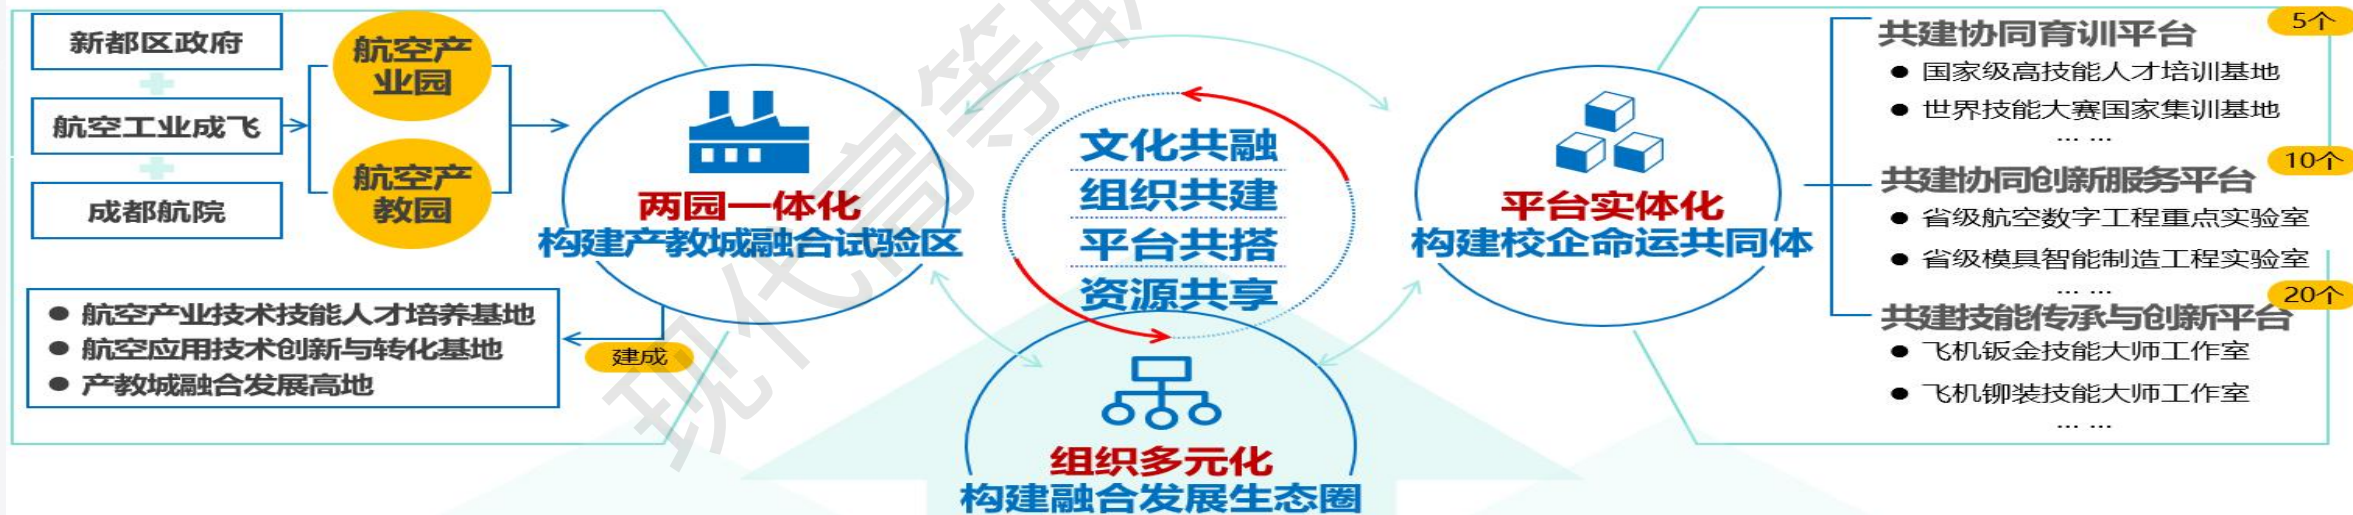 新都区政府
航空工业成飞
成都航院
航空产
业园
航空产
教园
两园一体化
构建产教城融合试验区
● 航空产业技术技能人才培养基地
● 航空应用技术创新与转化基地
● 产教城融合发展高地
建成
文化共融
组织共建
平台共搭
资源共享
组织多元化
构建融合发展生态圈
平台实体化
构建校企命运共同体
共建协同育训平台
5个
● 国家级高技能人才培训基地
● 世界技能大赛国家集训基地
... ...
共建协同创新服务平台
10个
● 省级航空数字工程重点实验室
● 省级模具智能制造工程实验室
... ...
共建技能传承与创新平台
20个
● 飞机钣金技能大师工作室
● 飞机铆装技能大师工作室
... ...
现代高等职